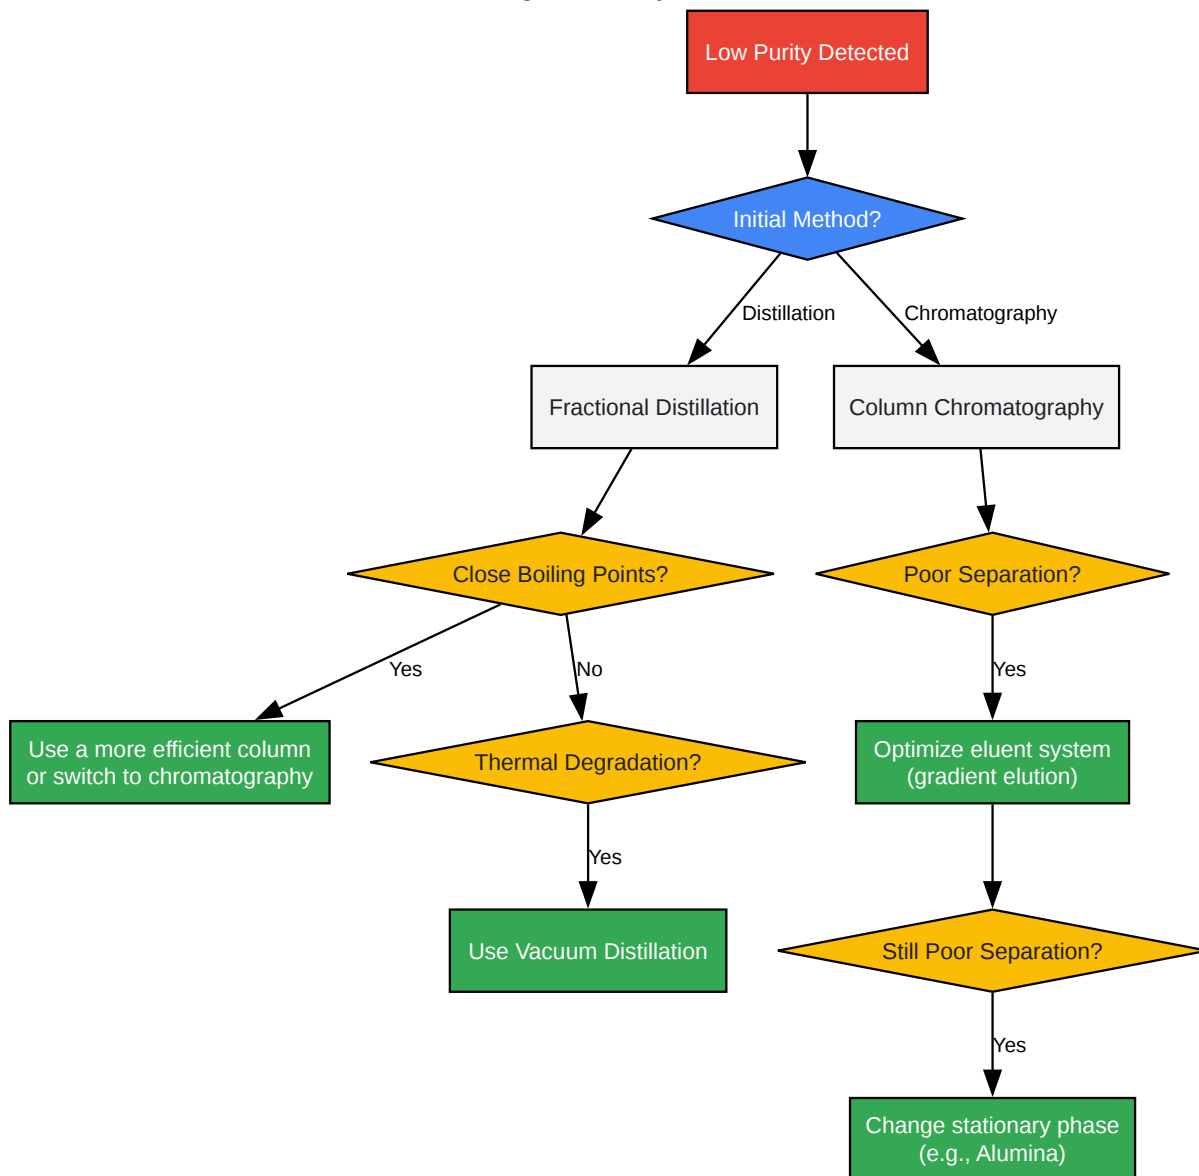 Low Purity Detected
Initial Method?
Distillation
Chromatography
Fractional Distillation
Column Chromatography
Close Boiling Points?
Poor Separation?
Yes
No
Yes
Use a more efficient column
or switch to chromatography
Thermal Degradation?
Optimize eluent system
(gradient elution)
Yes
Use Vacuum Distillation
Still Poor Separation?
Yes
Change stationary phase
(e.g., Alumina)